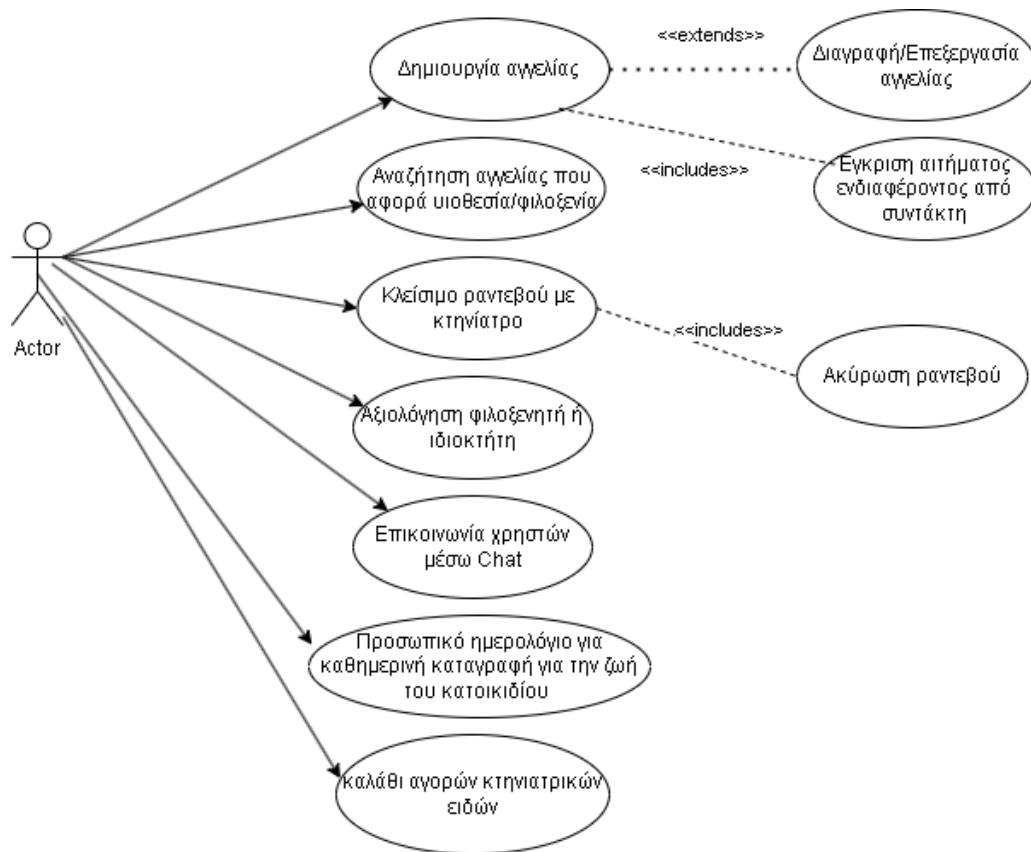 <<extends>>
Δημιουργία αγγελίας
Διαγραφή/Επεξεργασία
αγγελίας
<<includes>>
Εγκριση αιτήματος
ενδιαφέροντος από
συντάκτη
Αναζήτηση αγγελίας που
αφορά υιοθεσία/φιλοξενία
Actor
Κλείσιμο ραντεβού με
κτηνίατρο
<<includes>>
Ακύρωση ραντεβού
Αξιολόγηση φιλοξενητή ή
ιδιοκτήτη
Επικοινωνία χρηστών
μέσω Chat
Προσωπικό ημερολόγιο για
καθημερινή καταγραφή για την ζωή
του κατοικιδίου
καλάθι αγορών κτηνιατρικών
ειδών